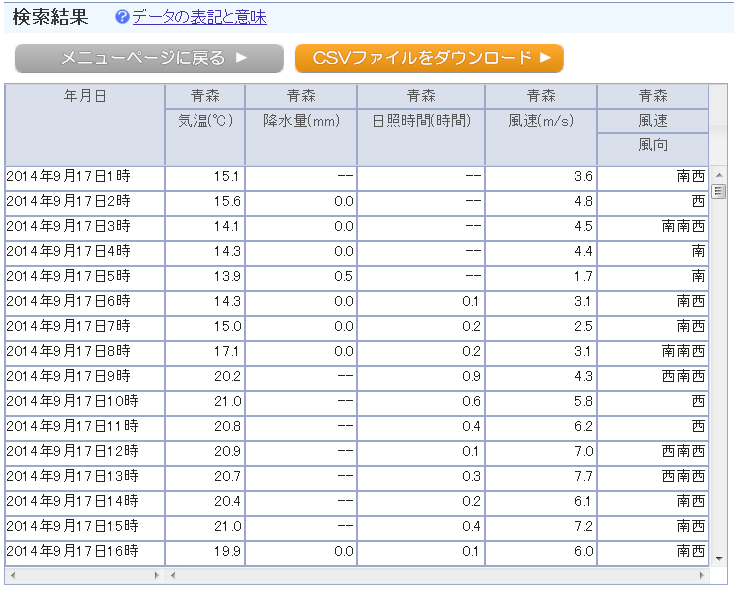 検索結果 ? データの表記と意味
メニューページに戻る ▶ CSVファイルをダウンロード ▶
年月日 青森 青森 青森 青森 青森
気温(℃) 降水量(mm) 日照時間(時間) 風速(m/s) 風速
風向
2014年9月17日1時 15.1 -- -- 3.6 南西
2014年9月17日2時 15.6 0.0 -- 4.8 西
2014年9月17日3時 14.1 0.0 -- 4.5 南南西
2014年9月17日4時 14.3 0.0 -- 4.4 南
2014年9月17日5時 13.9 0.5 -- 1.7 南
2014年9月17日6時 14.3 0.0 0.1 3.1 南西
2014年9月17日7時 15.0 0.0 0.2 2.5 南西
2014年9月17日8時 17.1 0.0 0.2 3.1 南南西
2014年9月17日9時 20.2 -- 0.9 4.3 西南西
2014年9月17日10時 21.0 -- 0.6 5.8 西
2014年9月17日11時 20.8 -- 0.4 6.2 西
2014年9月17日12時 20.9 -- 0.1 7.0 西南西
2014年9月17日13時 20.7 -- 0.3 7.7 西南西
2014年9月17日14時 20.4 -- 0.2 6.1 南西
2014年9月17日15時 21.0 -- 0.4 7.2 南西
2014年9月17日16時 19.9 0.0 0.1 6.0 南西